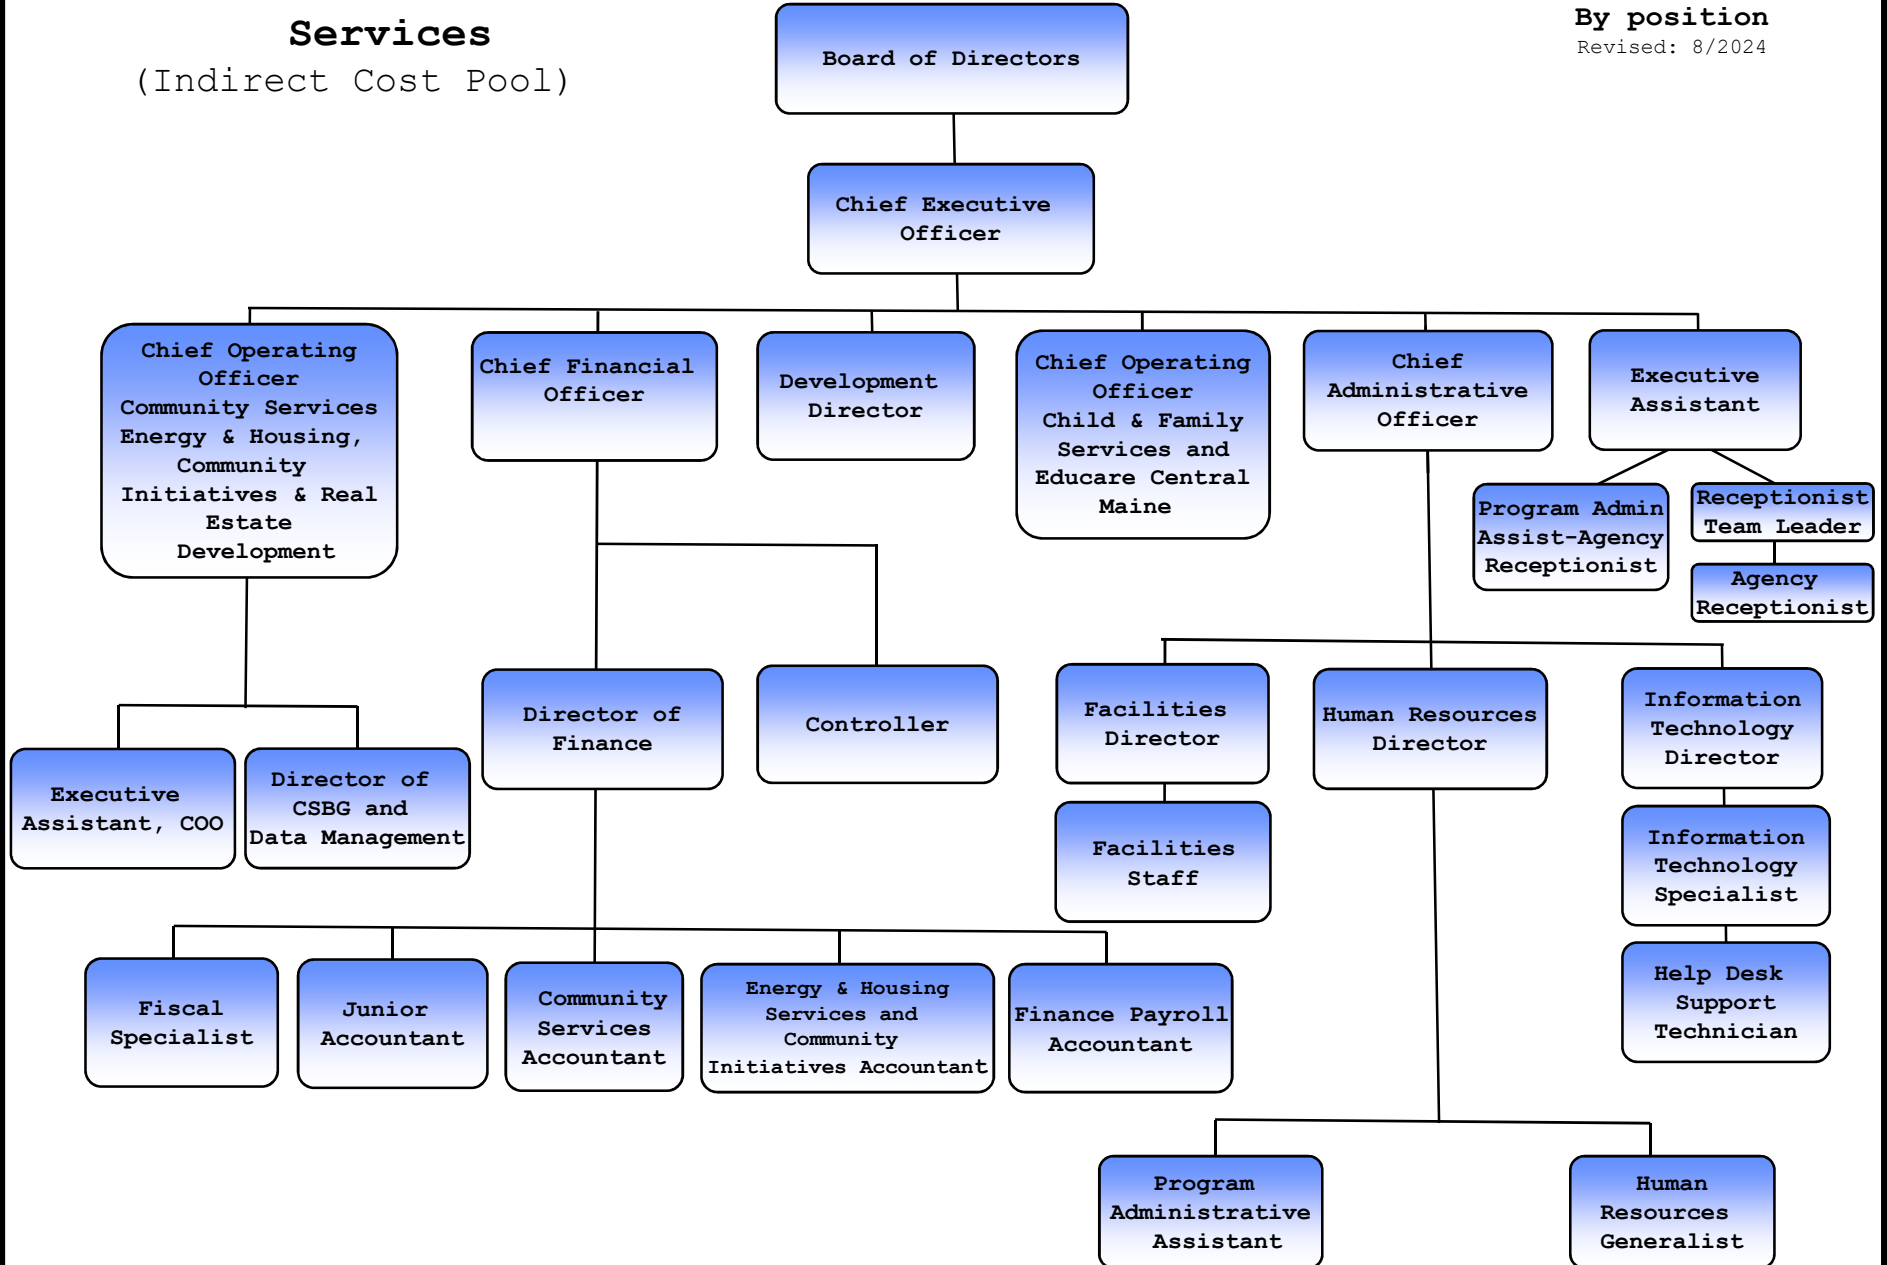 Services
(Indirect Cost Pool)
By position
Revised: 8/2024
Board of Directors
Chief Executive
Officer
Chief Operating
Officer
Community Services
Energy & Housing,
Community
Initiatives & Real
Estate
Development
Chief Financial
Officer
Development
Director
Chief Operating
Officer
Child & Family
Services and
Educare Central
Maine
Chief
Administrative
Officer
Executive
Assistant
Program Admin
Assist-Agency
Receptionist
Receptionist
Team Leader
Agency
Receptionist
Executive
Assistant, COO
Director of
CSBG and
Data Management
Director of
Finance
Controller
Facilities
Director
Human Resources
Director
Information
Technology
Director
Facilities
Staff
Information
Technology
Specialist
Help Desk
Support
Technician
Fiscal
Specialist
Junior
Accountant
Community
Services
Accountant
Energy & Housing
Services and
Community
Initiatives Accountant
Finance Payroll
Accountant
Program
Administrative
Assistant
Human
Resources
Generalist